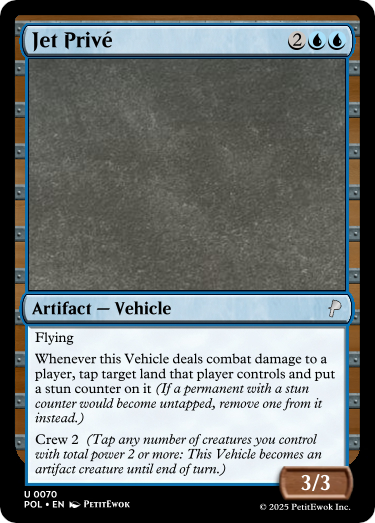 Jet Privé 2
Artifact — Vehicle
Flying
Whenever this Vehicle deals combat damage to a
player, tap target land that player controls and put
a stun counter on it (If a permanent with a stun
counter would become untapped, remove one from it
instead.)
Crew 2 (Tap any number of creatures you control
with total power 2 or more: This Vehicle becomes an
artifact creature until end of turn.)
3/3
U 0070
POL • EN PetitEwok
© 2025 PetitEwok Inc.